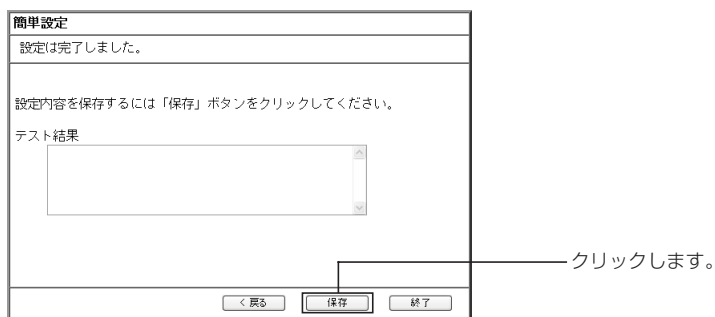 簡単設定
設定は完了しました。
設定内容を保存するには「保存」ボタンをクリックしてください。
テスト結果
クリックします。
< 戻る 保存 終了